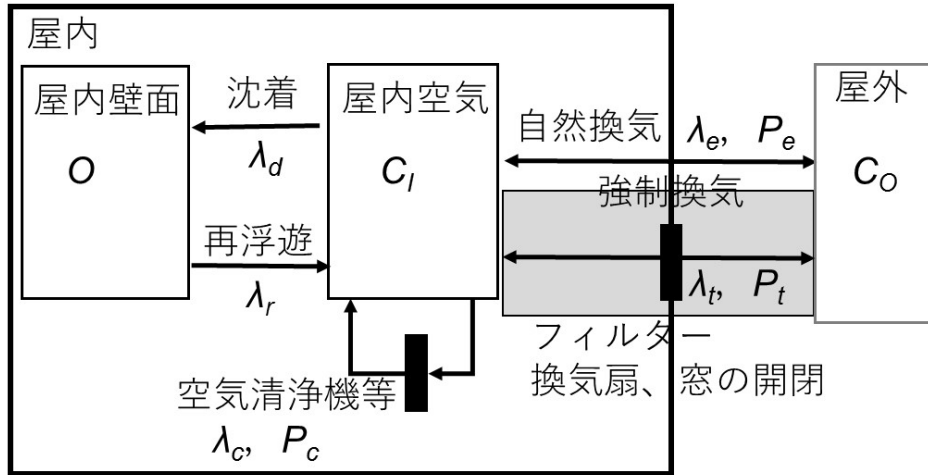 屋内
屋内壁面
O
沈着
λd
再浮遊
λr
屋内空気
CI
自然換気 λe, Pe
強制換気
λt, Pt
フィルター
換気扇、窓の開閉
屋外
CO
空気清浄機等
λc, Pc